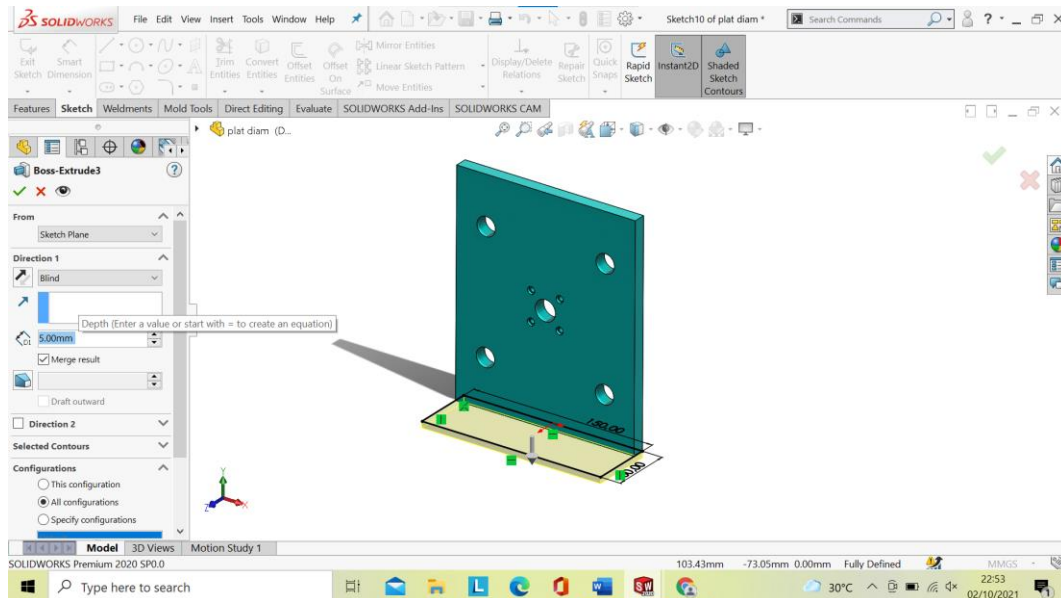 SOLIDWORKS File Edit View Insert Tools Window Help Sketch10 of plat diam * Search Commands ?
Exit Sketch Smart Dimension Trim Entities Convert Entities Offset Entities Offset On Surface Mirror Entities Linear Sketch Pattern Move Entities Display/Delete Relations Repair Sketch Quick Snaps Rapid Sketch Instant2D Shaded Sketch Contours
Features Sketch Weldments Mold Tools Direct Editing Evaluate SOLIDWORKS Add-Ins SOLIDWORKS CAM
plat diam (D...
Boss-Extrude3
From
Sketch Plane
Direction 1
Blind
Depth (Enter a value or start with = to create an equation)
D1 5.00mm
Merge result
Draft outward
Direction 2
Selected Contours
Configurations
This configuration
All configurations
Specify configurations
150.00
Y
Z
Model 3D Views Motion Study 1
SOLIDWORKS Premium 2020 SP0.0 103.43mm -73.05mm 0.00mm Fully Defined MMGS
Type here to search 30°C 22:53
02/10/2021